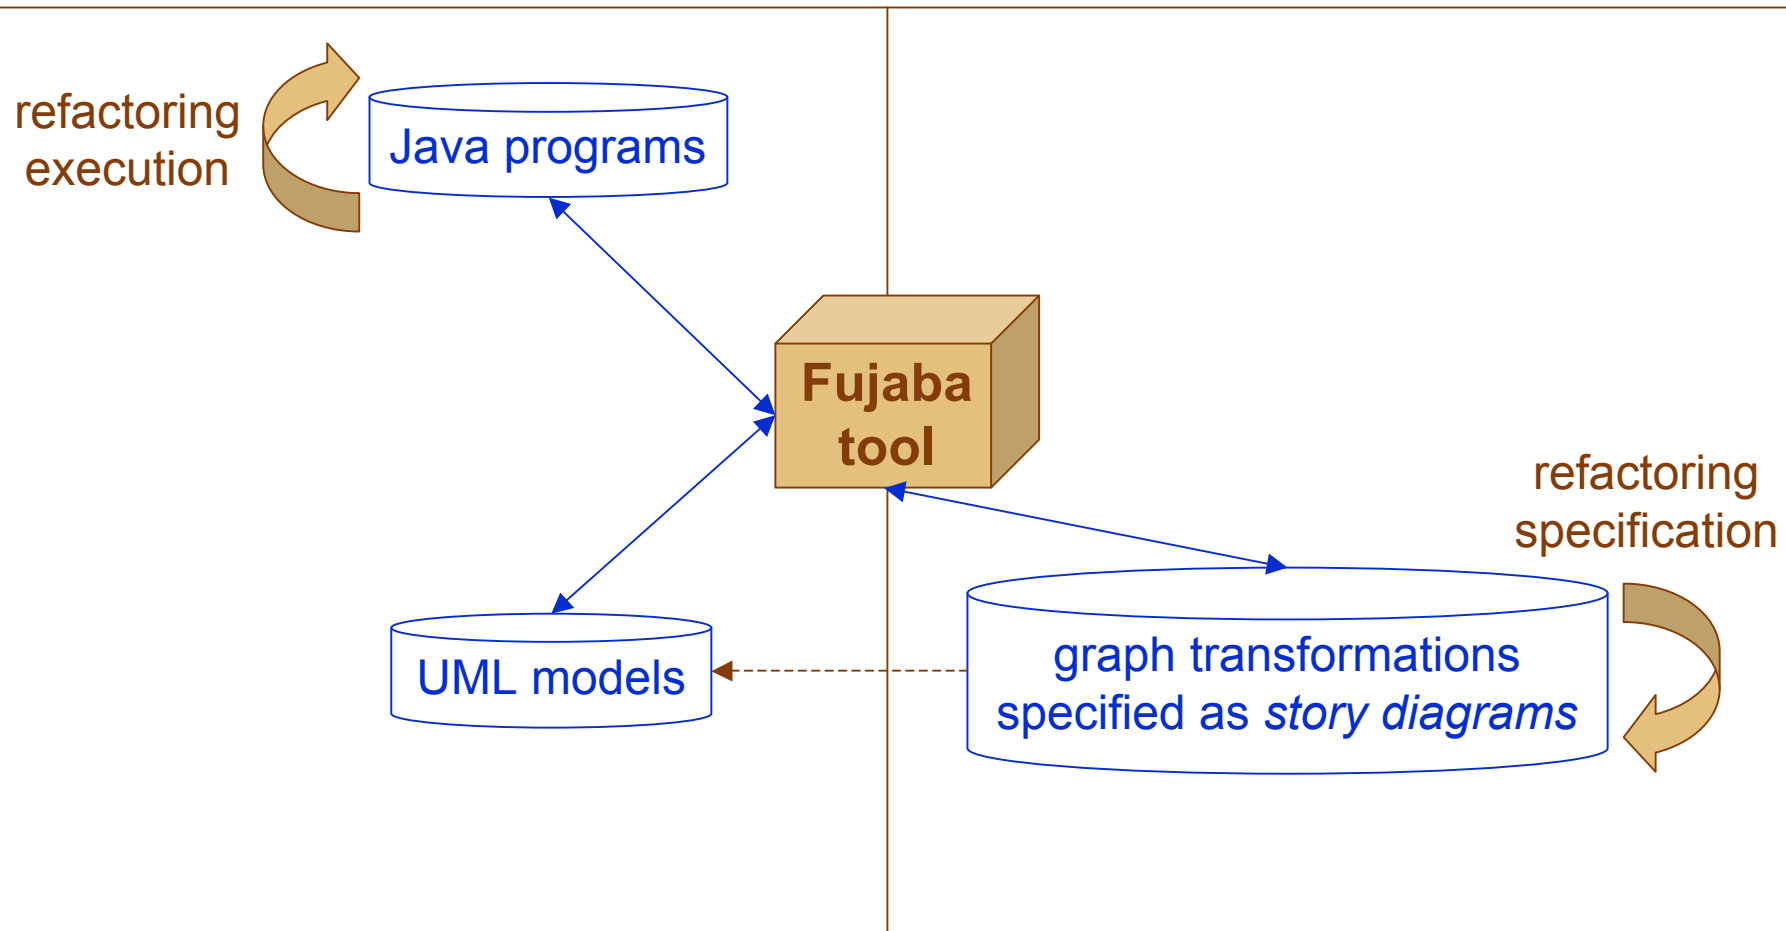 refactoring
execution
Java programs
Fujaba
tool
refactoring
specification
UML models
graph transformations
specified as story diagrams